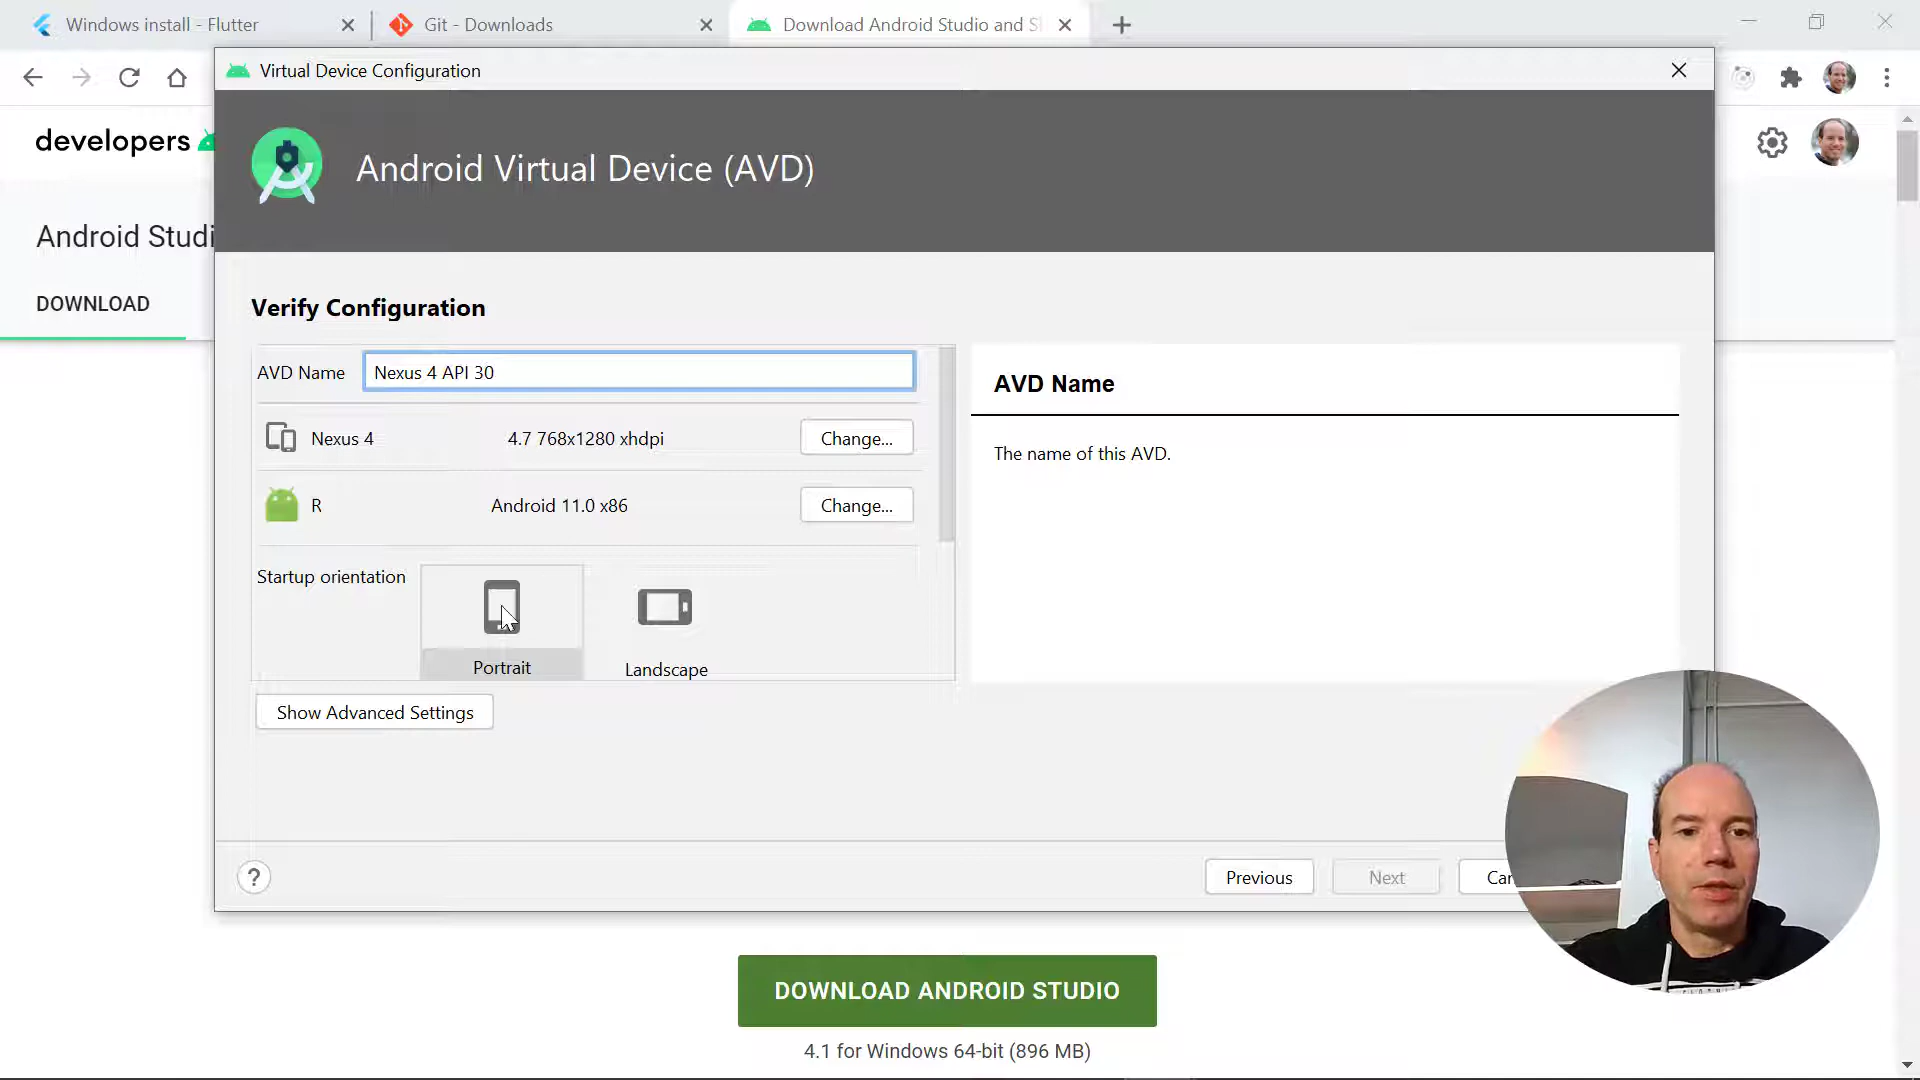 Windows install - Flutter
Git - Downloads
Download Android Studio and S
Virtual Device Configuration
developers
Android Virtual Device (AVD)
Android Studi
DOWNLOAD
Verify Configuration
AVD Name
Nexus 4 API 30
Nexus 4
4.7 768x1280 xhdpi
Change...
R
Android 11.0 x86
Change...
Startup orientation
Portrait
Landscape
Show Advanced Settings
AVD Name
The name of this AVD.
?
Previous
Next
Can
DOWNLOAD ANDROID STUDIO
4.1 for Windows 64-bit (896 MB)